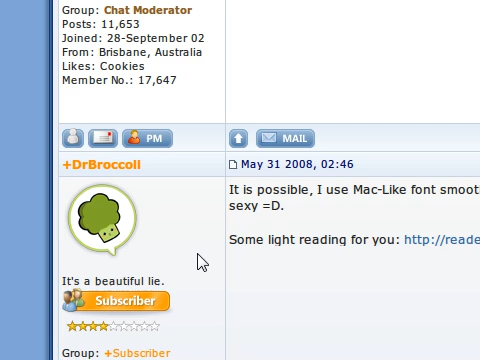 Group: Chat Moderator
Posts: 11,653
Joined: 28-September 02
From: Brisbane, Australia
Likes: Cookies
Member No.: 17,647
PM
MAIL
+DrBroccoli
May 31 2008, 02:46
It is possible, I use Mac-Like font smoot
sexy =D.
Some light reading for you: http://reade
It's a beautiful lie.
Subscriber
Group: +Subscriber